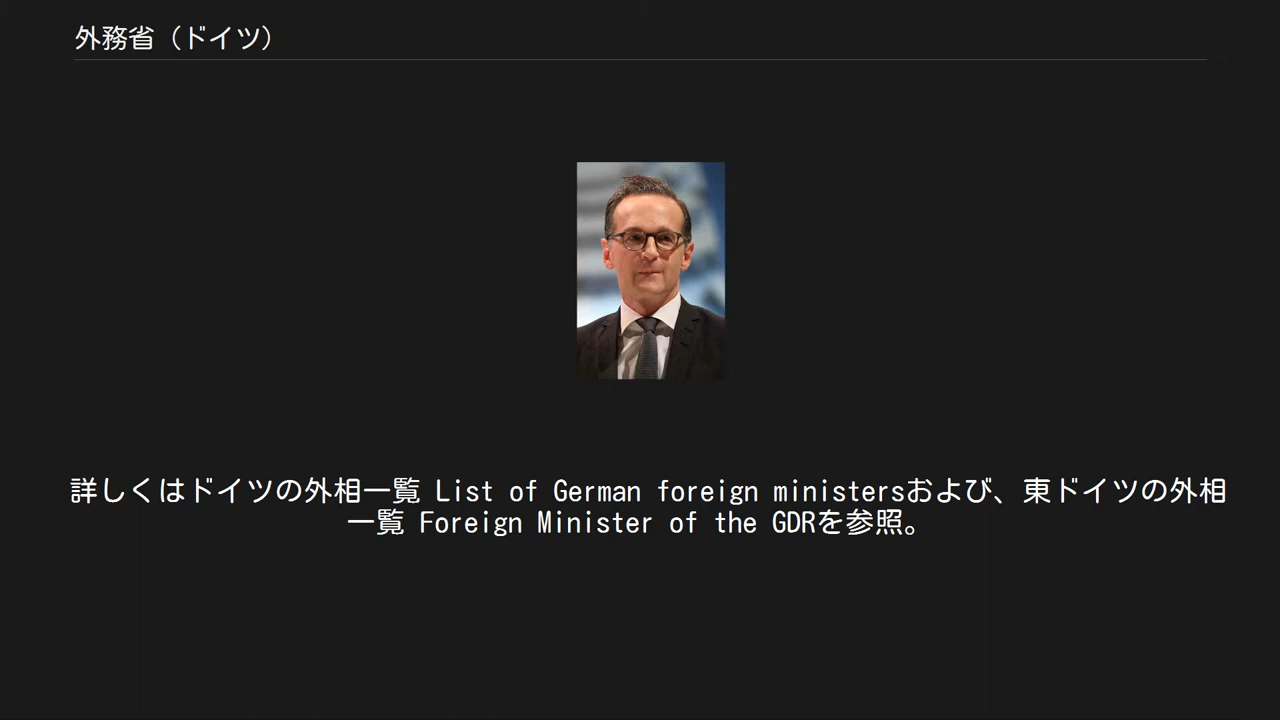 外務省（ドイツ）
詳しくはドイツの外相一覧 List of German foreign ministersおよび、東ドイツの外相
一覧 Foreign Minister of the GDRを参照。